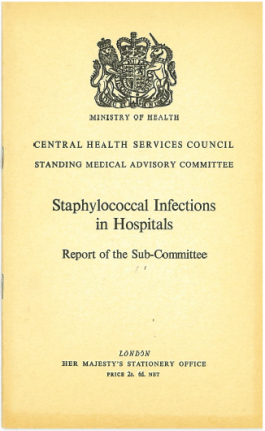 MINISTRY OF HEALTH
CENTRAL HEALTH SERVICES COUNCIL
STANDING MEDICAL ADVISORY COMMITTEE
Staphylococcal Infections
in Hospitals
Report of the Sub-Committee
LONDON
HER MAJESTY'S STATIONERY OFFICE
PRICE 2s. 6d. NET